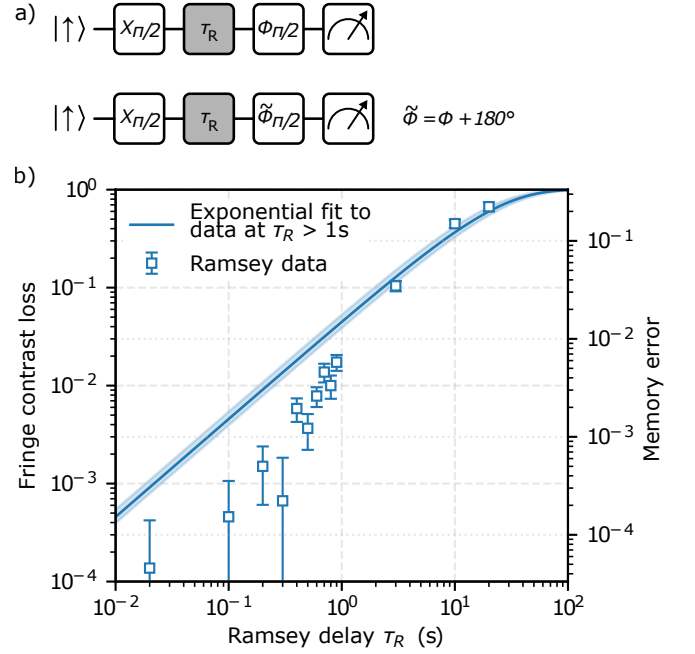 a)
|↑⟩ X_{π/2} τ_R Φ_{π/2}
|↑⟩ X_{π/2} τ_R Φ̃_{π/2} Φ̃ = Φ + 180°
b)
Exponential fit to
data at τ_R > 1s
Ramsey data
Fringe contrast loss
10^0
10^{-1}
10^{-2}
10^{-3}
10^{-4}
10^{-1}
10^{-2}
10^{-3}
10^{-4}
Memory error
10^{-2} 10^{-1} 10^0 10^1 10^2
Ramsey delay τ_R (s)